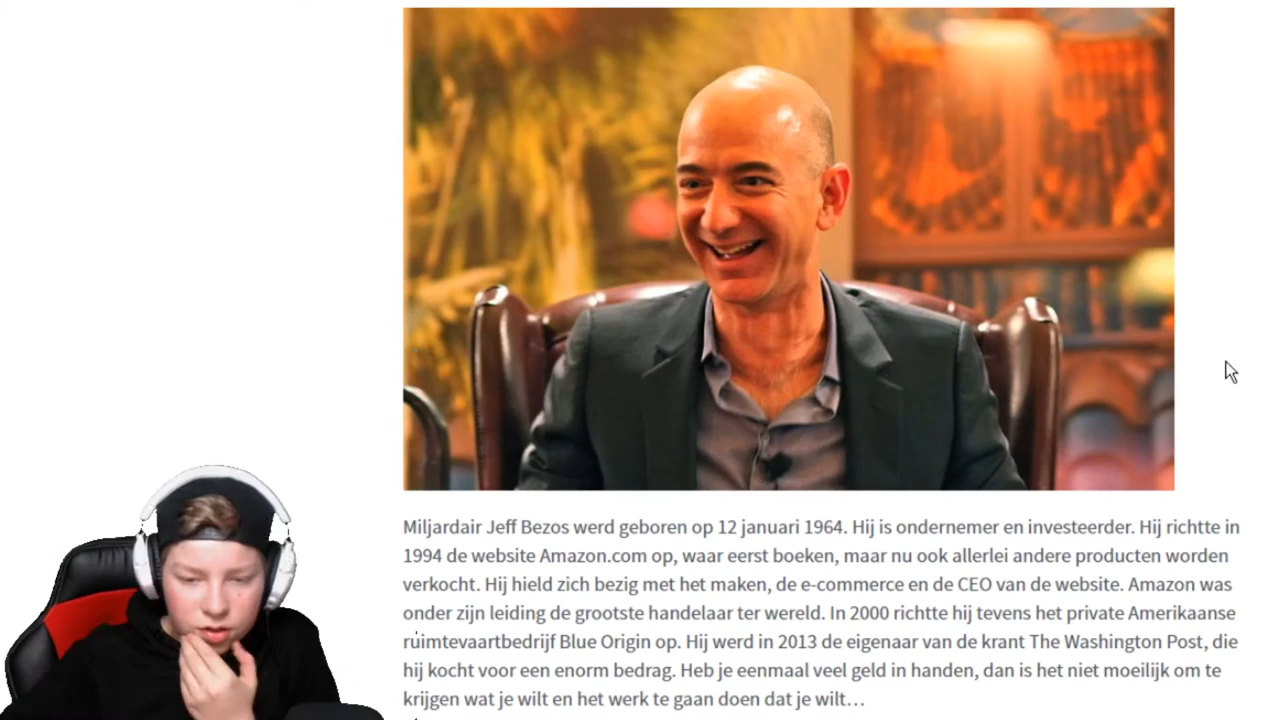 Miljardair Jeff Bezos werd geboren op 12 januari 1964. Hij is ondernemer en investeerder. Hij richtte in
1994 de website Amazon.com op, waar eerst boeken, maar nu ook allerlei andere producten worden
verkocht. Hij hield zich bezig met het maken, de e-commerce en de CEO van de website. Amazon was
onder zijn leiding de grootste handelaar ter wereld. In 2000 richtte hij tevens het private Amerikaanse
ruimtevaartbedrijf Blue Origin op. Hij werd in 2013 de eigenaar van de krant The Washington Post, die
hij kocht voor een enorm bedrag. Heb je eenmaal veel geld in handen, dan is het niet moeilijk om te
krijgen wat je wilt en het werk te gaan doen dat je wilt…